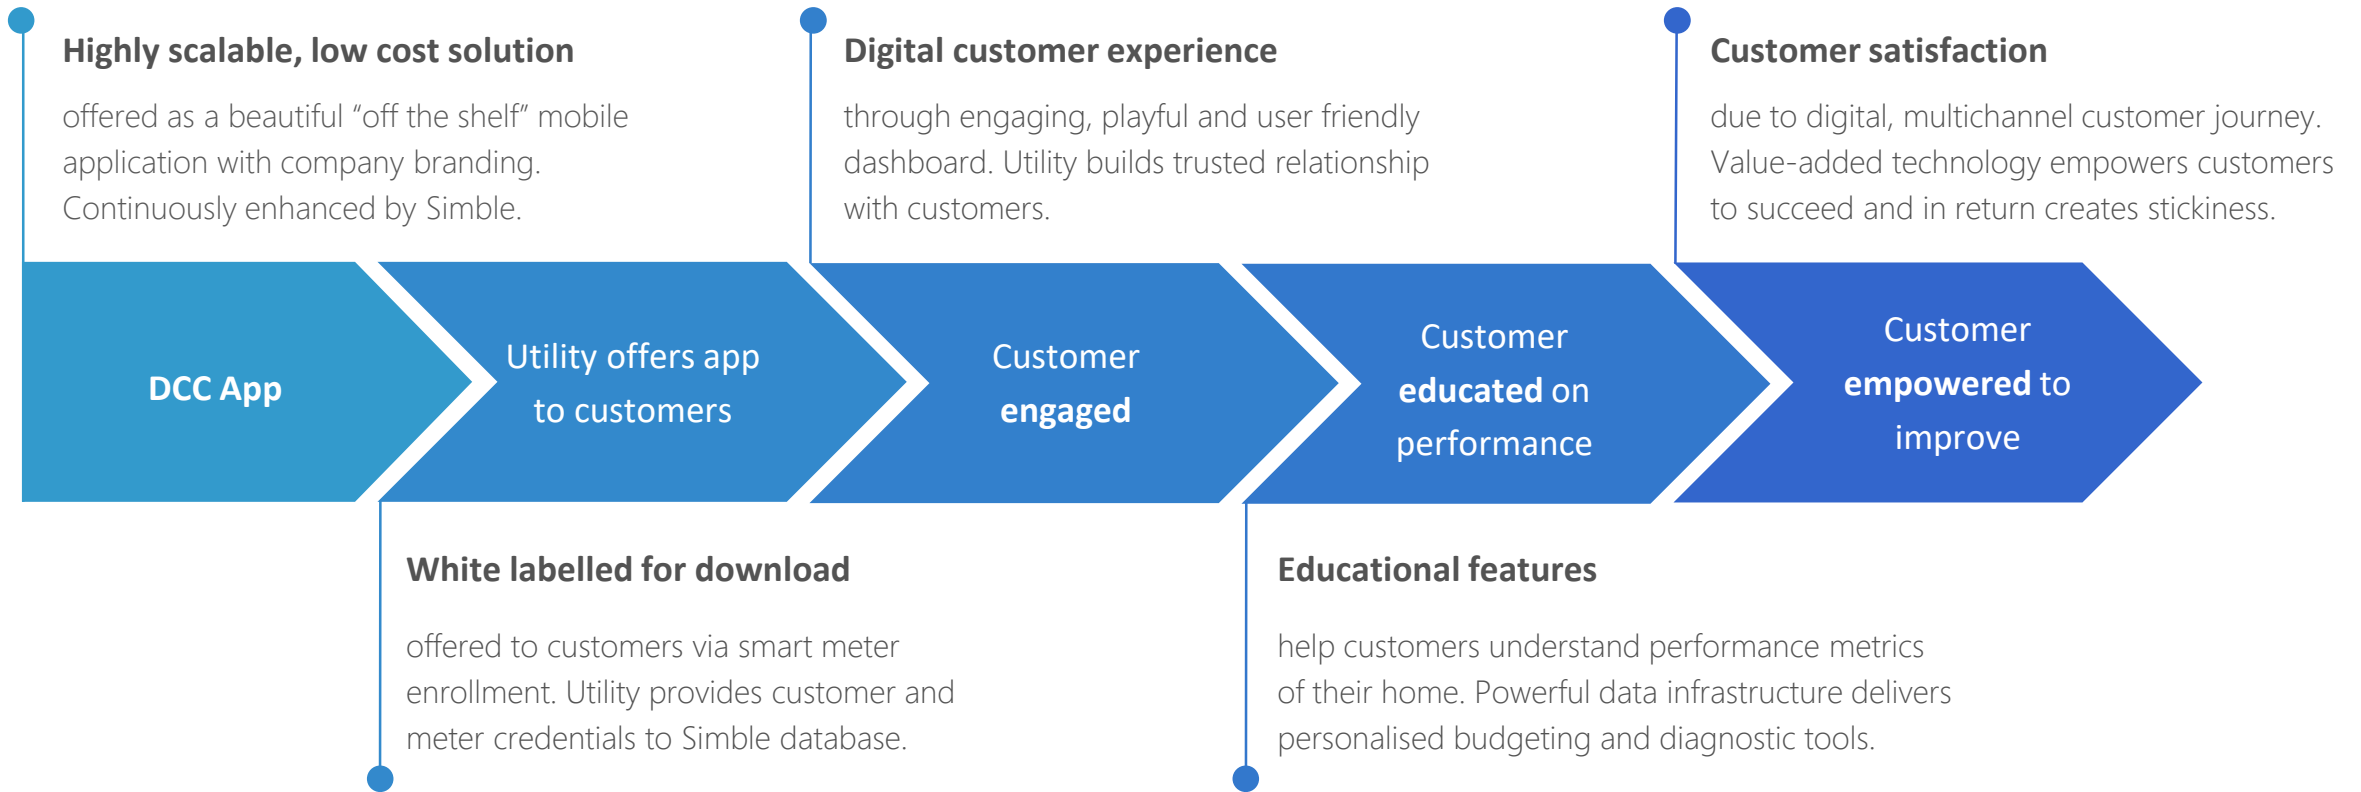 Highly scalable, low cost solution
offered as a beautiful “off the shelf” mobile
application with company branding.
Continuously enhanced by Simble.
Digital customer experience
through engaging, playful and user friendly
dashboard. Utility builds trusted relationship
with customers.
Customer satisfaction
due to digital, multichannel customer journey.
Value-added technology empowers customers
to succeed and in return creates stickiness.
DCC App
Utility offers app
to customers
Customer
engaged
Customer
educated on
performance
Customer
empowered to
improve
White labelled for download
offered to customers via smart meter
enrollment. Utility provides customer and
meter credentials to Simble database.
Educational features
help customers understand performance metrics
of their home. Powerful data infrastructure delivers
personalised budgeting and diagnostic tools.